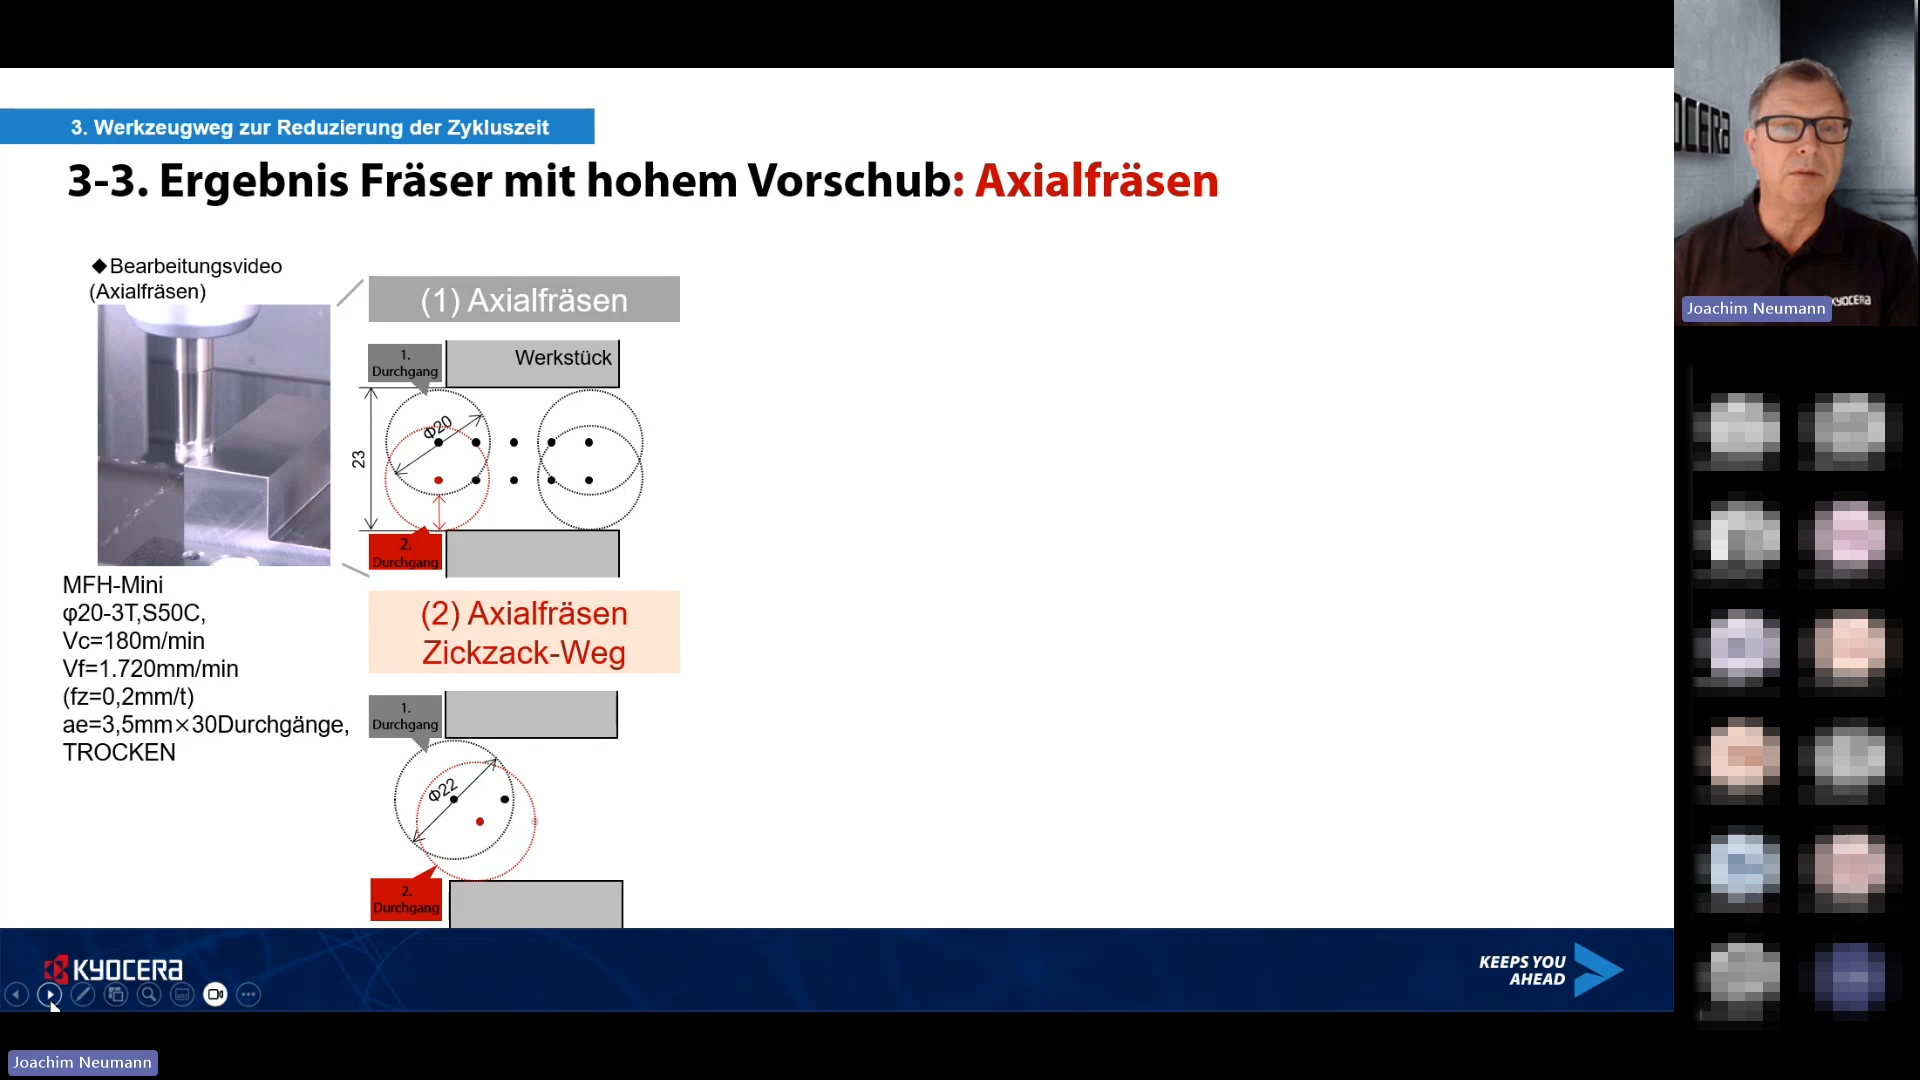 3. Werkzeugweg zur Reduzierung der Zykluszeit
3-3. Ergebnis Fräser mit hohem Vorschub: Axialfräsen
◆Bearbeitungsvideo
(Axialfräsen)
(1) Axialfräsen
1.
Durchgang
Werkstück
Φ20
23
2.
Durchgang
MFH-Mini
φ20-3T,S50C,
Vc=180m/min
Vf=1.720mm/min
(fz=0,2mm/t)
ae=3,5mm×30Durchgänge,
TROCKEN
(2) Axialfräsen
Zickzack-Weg
1.
Durchgang
Φ22
2.
Durchgang
KYOCERA
KEEPS YOU
AHEAD
Joachim Neumann
OCERA
KYOCERA
Joachim Neumann